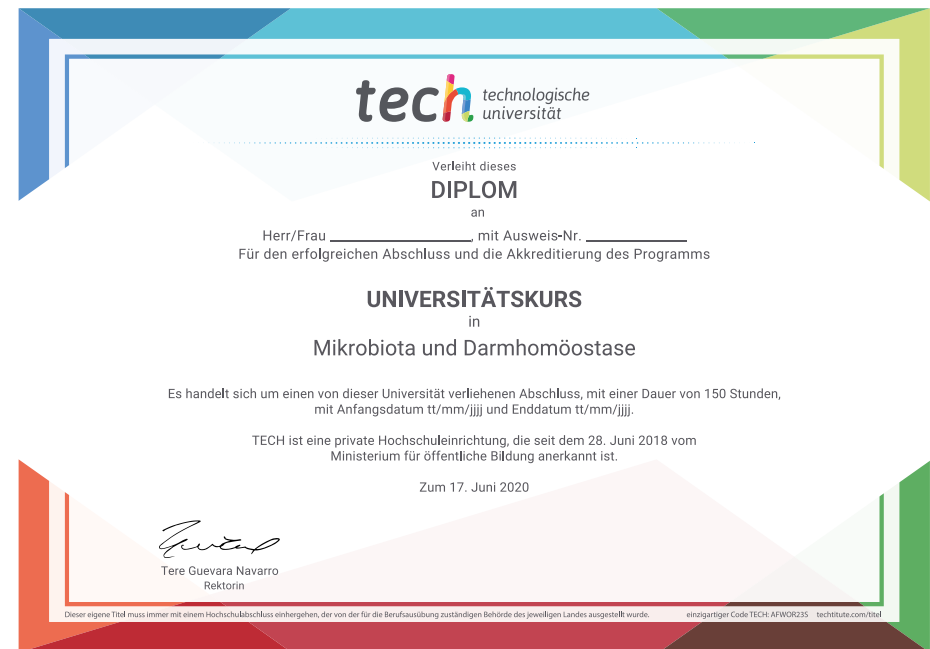 tech technologische
universität
Verleiht dieses
DIPLOM
an
Herr/Frau ____________________, mit Ausweis-Nr. ______________
Für den erfolgreichen Abschluss und die Akkreditierung des Programms
UNIVERSITÄTSKURS
in
Mikrobiota und Darmhomöostase
Es handelt sich um einen von dieser Universität verliehenen Abschluss, mit einer Dauer von 150 Stunden,
mit Anfangsdatum tt/mm/jjjj und Enddatum tt/mm/jjjj.
TECH ist eine private Hochschuleinrichtung, die seit dem 28. Juni 2018 vom
Ministerium für öffentliche Bildung anerkannt ist.
Zum 17. Juni 2020
Tere Guevara Navarro
Rektorin
Dieser eigene Titel muss immer mit einem Hochschulabschluss einhergehen, der von der für die Berufsausübung zuständigen Behörde des jeweiligen Landes ausgestellt wurde. einzigartiger Code TECH: AFWOR23S techtitute.com/titel